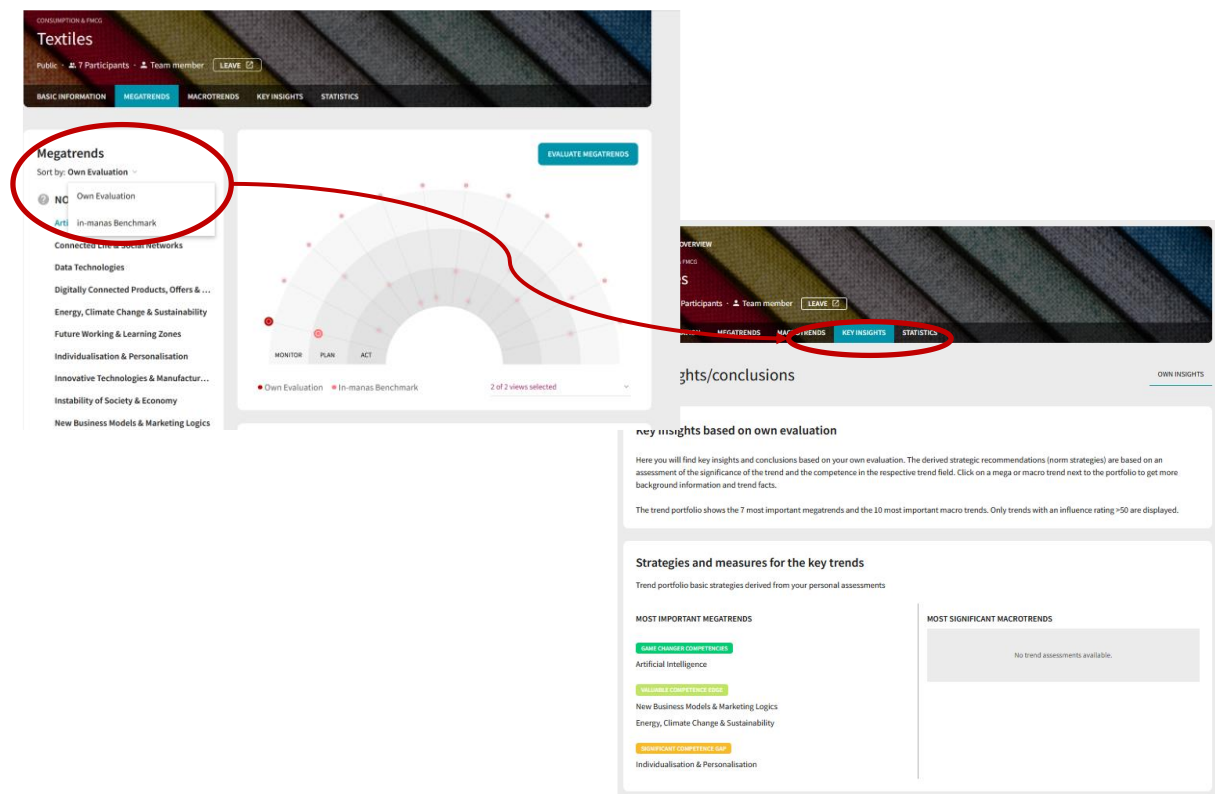 CONSUMPTION & FMCG
Textiles
Public · 7 Participants · Team member LEAVE
BASIC INFORMATION MEGATRENDS MACROTRENDS KEY INSIGHTS STATISTICS
Megatrends
Sort by: Own Evaluation
Own Evaluation
In-manas Benchmark
NO
Arti
Connected Life & Social Networks
Data Technologies
Digitally Connected Products, Offers & ...
Energy, Climate Change & Sustainability
Future Working & Learning Zones
Individualisation & Personalisation
Innovative Technologies & Manufactur...
Instability of Society & Economy
New Business Models & Marketing Logics
EVALUATE MEGATRENDS
MONITOR PLAN ACT
Own Evaluation In-manas Benchmark
2 of 2 views selected
OVERVIEW
& FMCG
s
Participants · Team member LEAVE
MEGATRENDS MACROTRENDS KEY INSIGHTS STATISTICS
ghts/conclusions
OWN INSIGHTS
Key insights based on own evaluation
Here you will find key insights and conclusions based on your own evaluation. The derived strategic recommendations (norm strategies) are based on an
assessment of the significance of the trend and the competence in the respective trend field. Click on a mega or macro trend next to the portfolio to get more
background information and trend facts.
The trend portfolio shows the 7 most important megatrends and the 10 most important macro trends. Only trends with an influence rating >50 are displayed.
Strategies and measures for the key trends
Trend portfolio basic strategies derived from your personal assessments
MOST IMPORTANT MEGATRENDS
GAME CHANGER COMPETENCIES
Artificial Intelligence
VALUABLE COMPETENCE EDGE
New Business Models & Marketing Logics
Energy, Climate Change & Sustainability
SIGNIFICANT COMPETENCE GAP
Individualisation & Personalisation
MOST SIGNIFICANT MACROTRENDS
No trend assessments available.